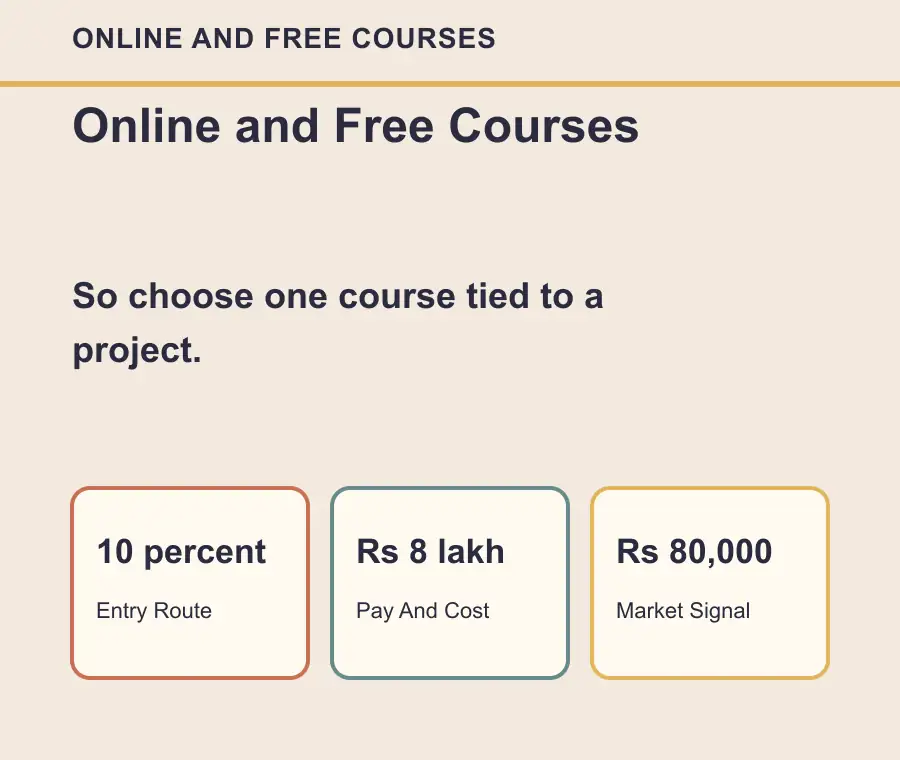 ONLINE AND FREE COURSES
Online and Free Courses
So choose one course tied to a
project.
10 percent
Entry Route
Rs 8 lakh
Pay And Cost
Rs 80,000
Market Signal